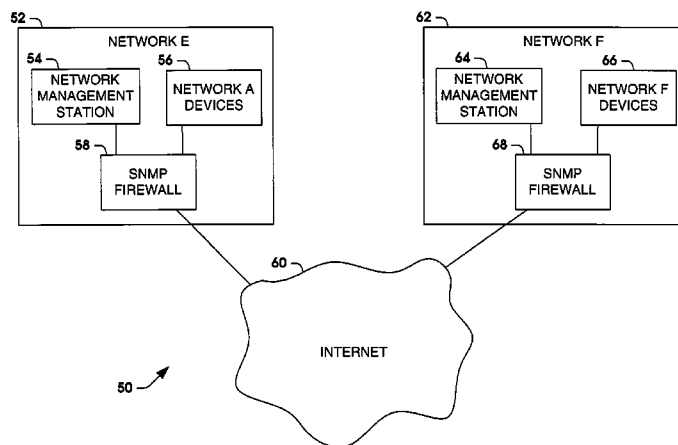 52
NETWORK E
54
NETWORK
MANAGEMENT
STATION
56
NETWORK A
DEVICES
58
SNMP
FIREWALL
62
NETWORK F
64
NETWORK
MANAGEMENT
STATION
66
NETWORK F
DEVICES
68
SNMP
FIREWALL
60
INTERNET
50